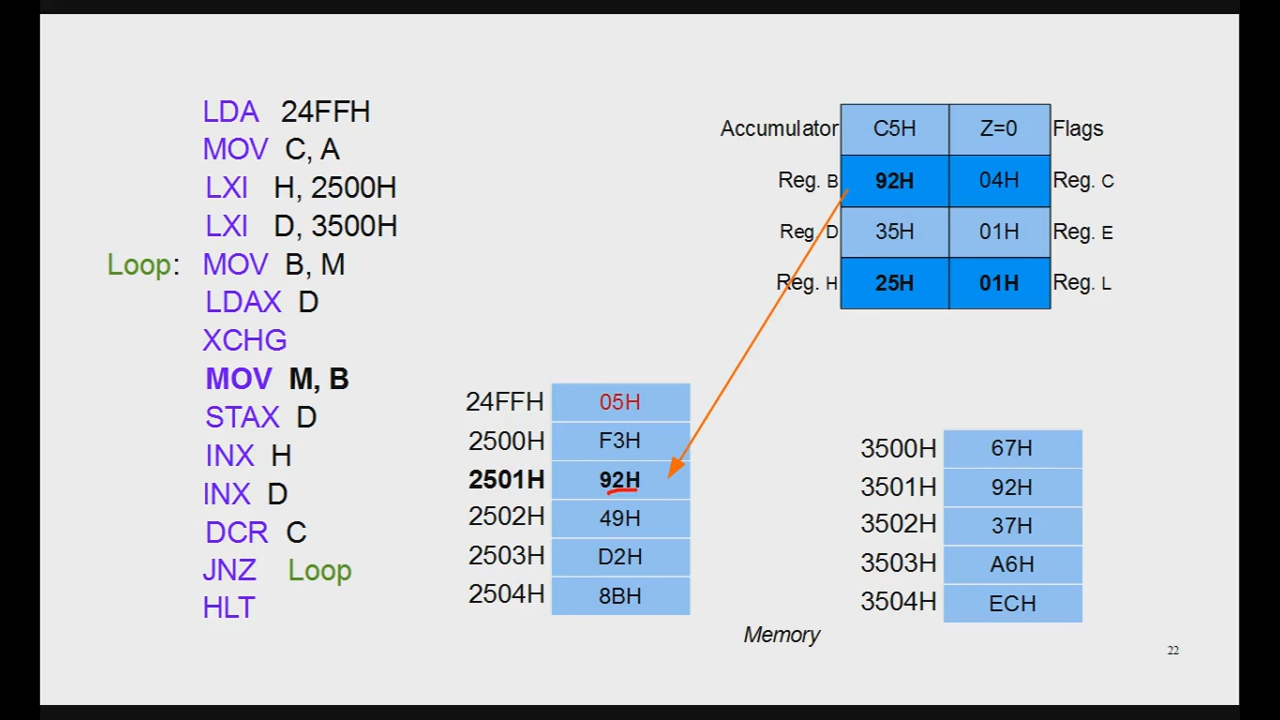 LDA 24FFH
MOV C, A
LXI H, 2500H
LXI D, 3500H
Loop: MOV B, M
LDAX D
XCHG
MOV M, B
STAX D
INX H
INX D
DCR C
JNZ Loop
HLT
Accumulator C5H Z=0 Flags
Reg. B 92H 04H Reg. C
Reg. D 35H 01H Reg. E
Reg. H 25H 01H Reg. L
24FFH 05H
2500H F3H
2501H 92H
2502H 49H
2503H D2H
2504H 8BH
3500H 67H
3501H 92H
3502H 37H
3503H A6H
3504H ECH
Memory
22